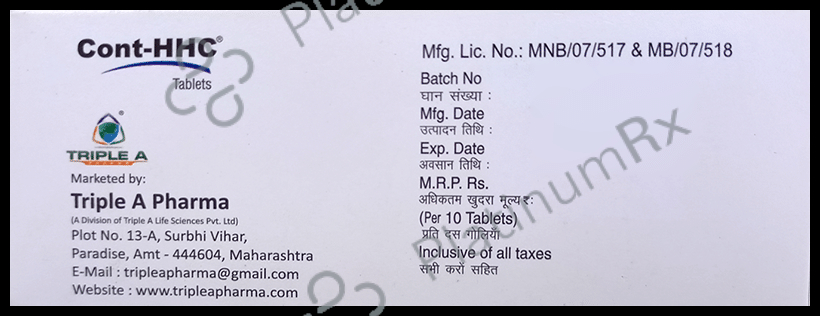 Cont-HHC®
Tablets
®
TRIPLE A
PHARMA
Marketed by:
Triple A Pharma
(A Division of Triple A Life Sciences Pvt. Ltd)
Plot No. 13-A, Surbhi Vihar,
Paradise, Amt - 444604, Maharashtra
E-Mail : tripleapharma@gmail.com
Website : www.tripleapharma.com
Mfg. Lic. No.: MNB/07/517 & MB/07/518
Batch No
घान संख्या :
Mfg. Date
उत्पादन तिथि :
Exp. Date
अवसान तिथि :
M.R.P. Rs.
अधिकतम खुदरा मूल्य रु:
(Per 10 Tablets)
प्रति दस गोलियाँ
Inclusive of all taxes
सभी करों सहित
PlatinumRx
PlatinumRx